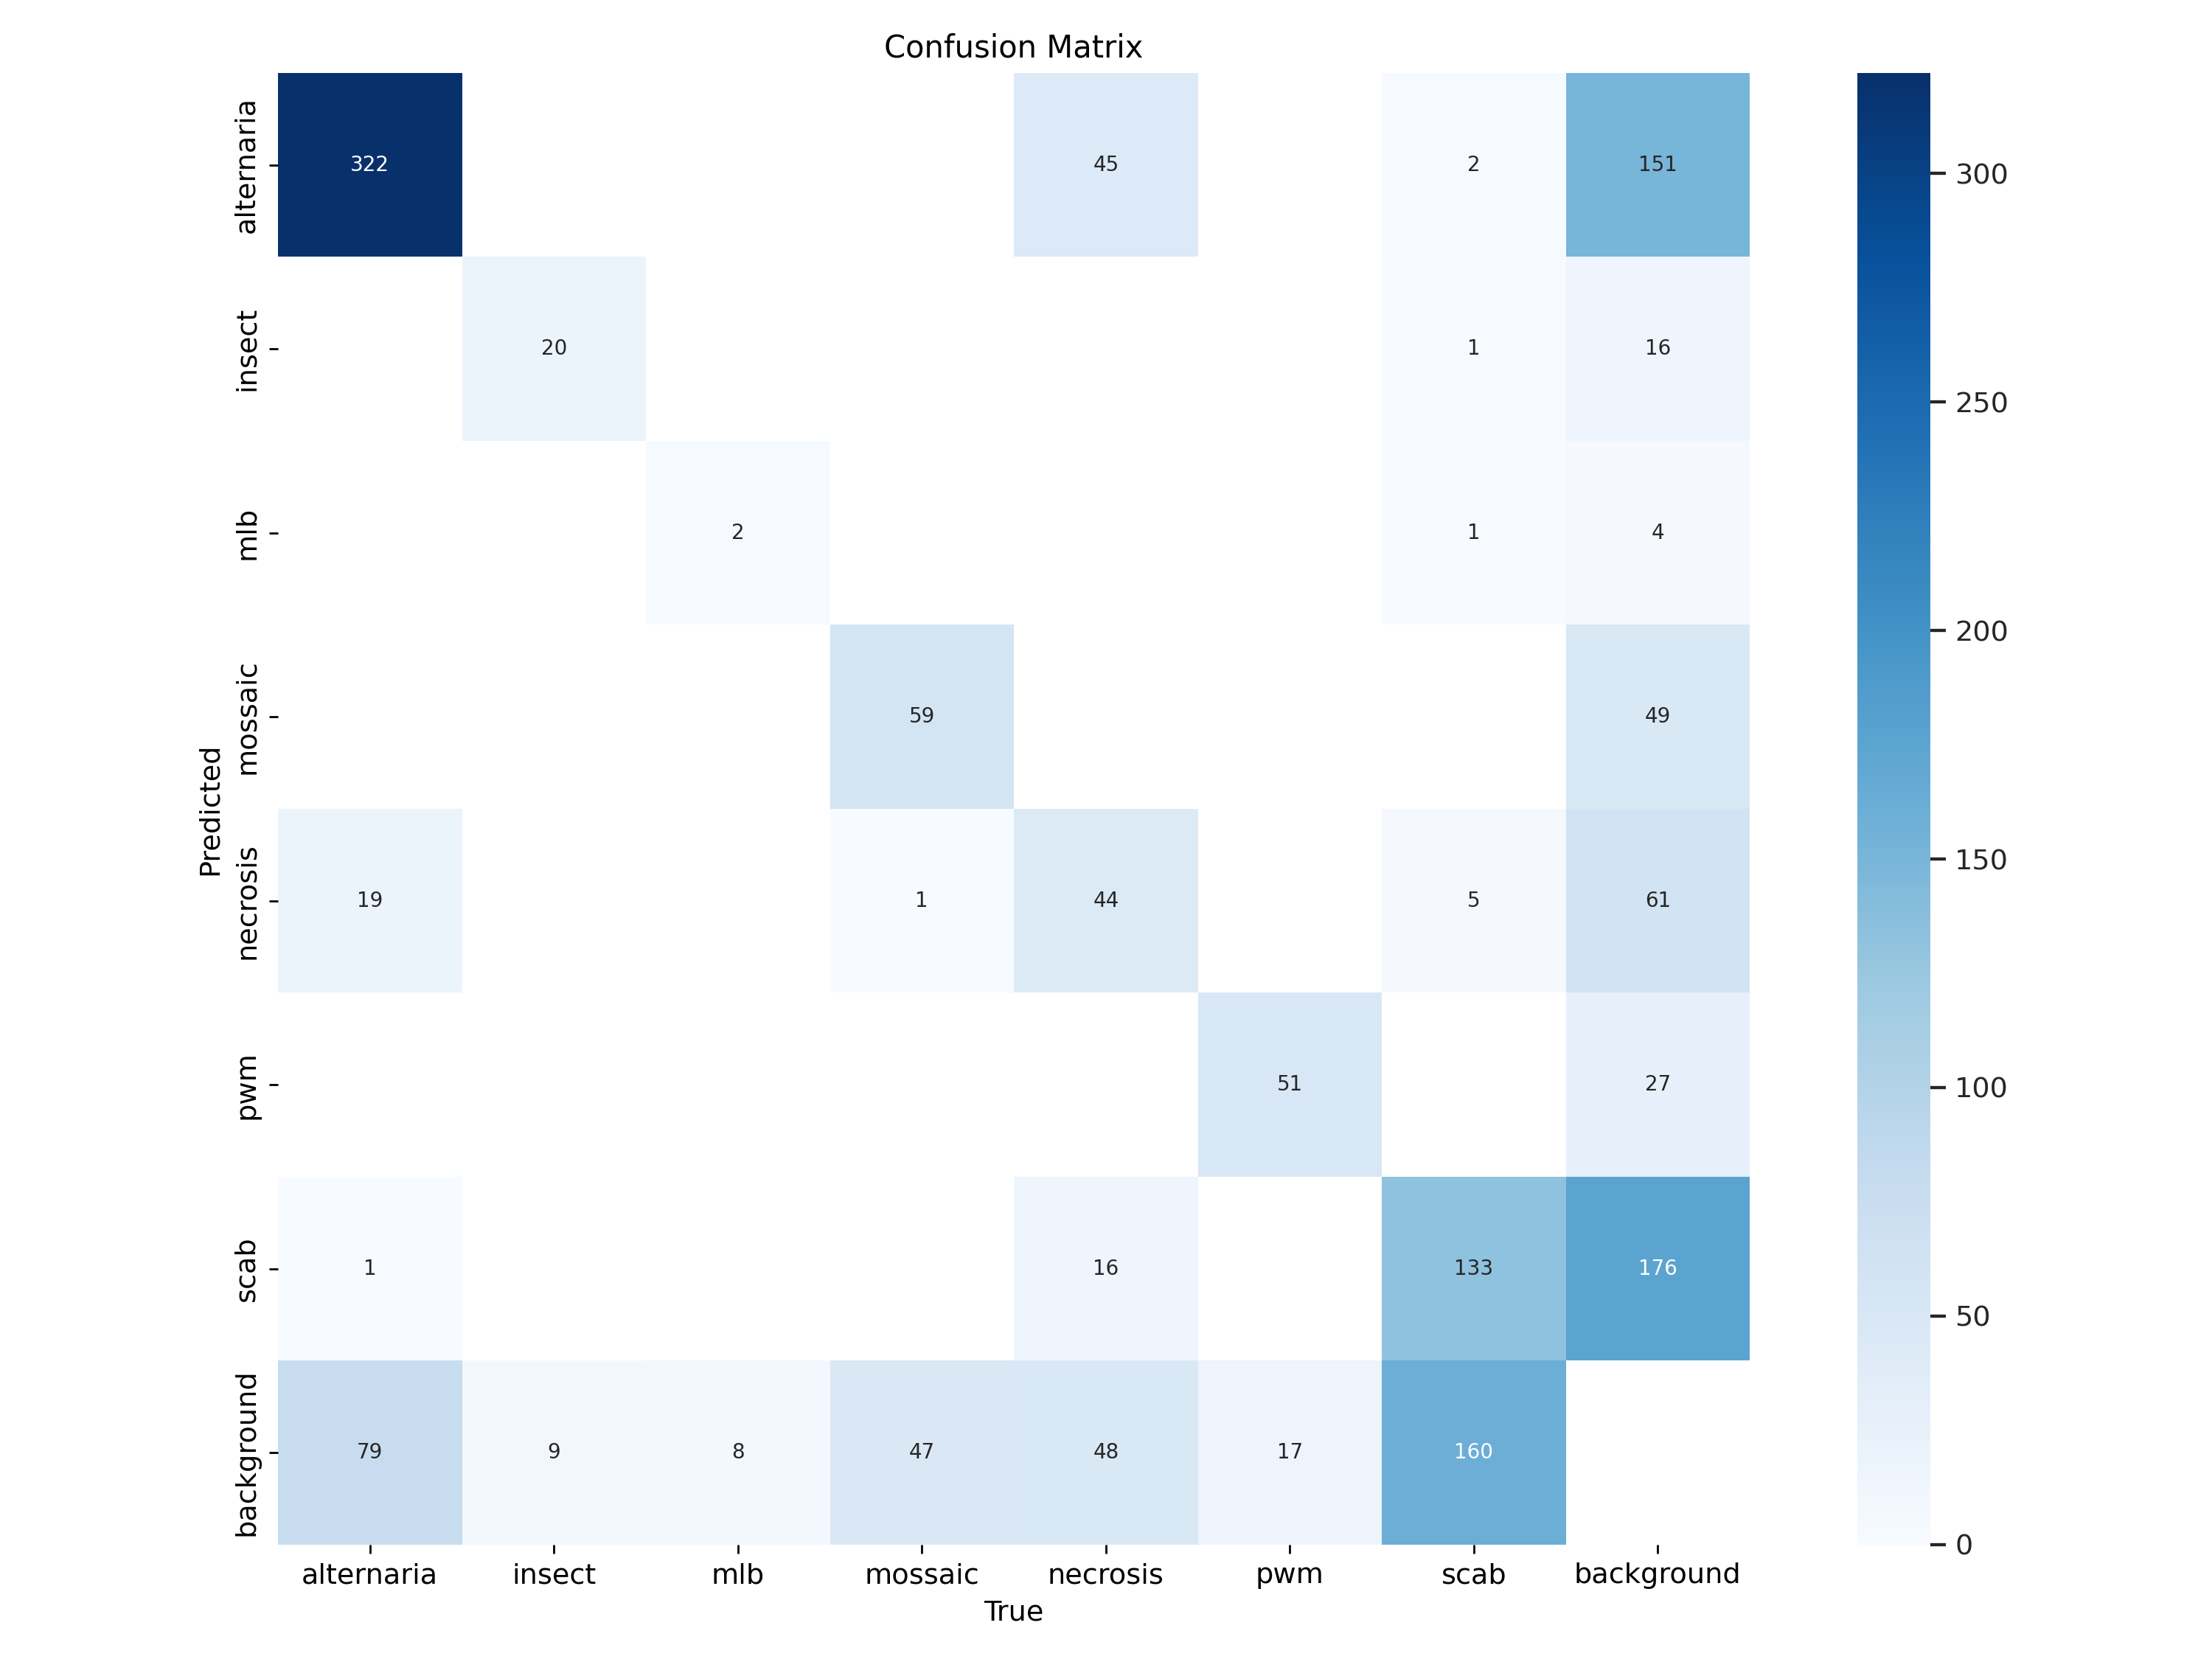 Confusion Matrix
Predicted
alternaria 322 45 2 151
insect 20 1 16
mlb 2 1 4
mossaic 59 49
necrosis 19 1 44 5 61
pwm 51 27
scab 1 16 133 176
background 79 9 8 47 48 17 160
alternaria insect mlb mossaic necrosis pwm scab background
True
300
250
200
150
100
50
0